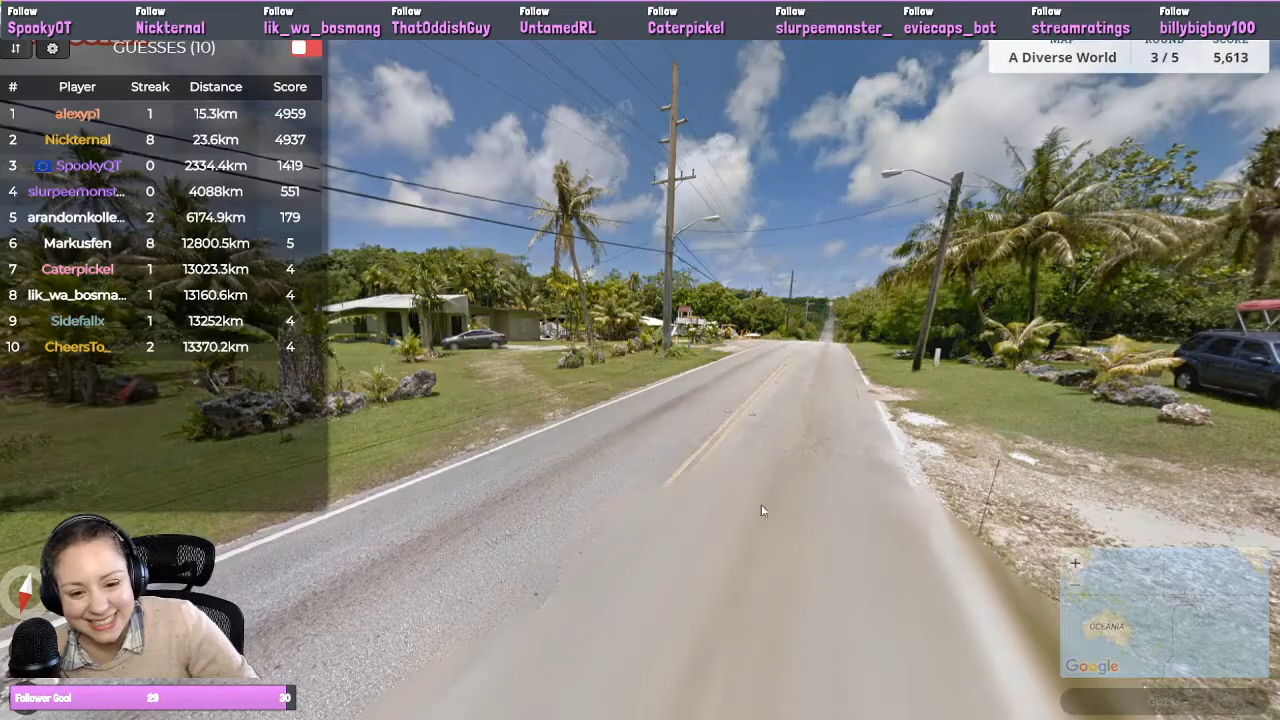 Follow Follow Follow Follow Follow Follow Follow Follow Follow Follow
SpookyQT Nickternal lik_wa_bosmang ThatOddishGuy UntamedRL Caterpickel slurpeemonster_ eviecaps_bot streamratings billybigboy100
GUESSES (10)
MAP ROUND SCORE
A Diverse World 3 / 5 5,613
# Player Streak Distance Score
1 alexyp1 1 15.3km 4959
2 Nickternal 8 23.6km 4937
3 SpookyQT 0 2334.4km 1419
4 slurpeemonst... 0 4088km 551
5 arandomkolle... 2 6174.9km 179
6 Markusfen 8 12800.5km 5
7 Caterpickel 1 13023.3km 4
8 lik_wa_bosma... 1 13160.6km 4
9 Sidefallx 1 13252km 4
10 CheersTo_ 2 13370.2km 4
+
OCEANIA
Google
Follower Goal 29 30